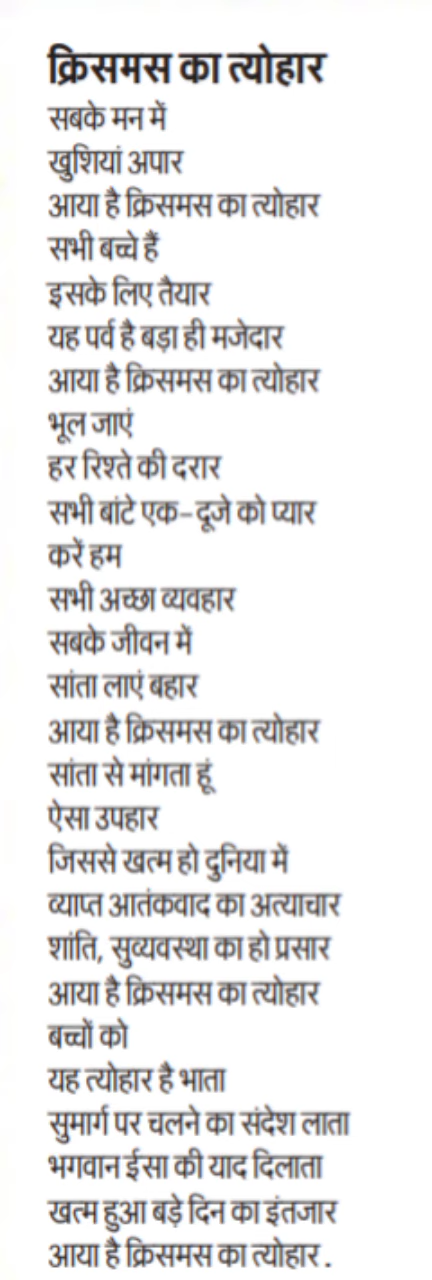 क्रिसमस का त्योहार
सबके मन में
खुशियां अपार
आया है क्रिसमस का त्योहार
सभी बच्चे हैं
इसके लिए तैयार
यह पर्व है बड़ा ही मजेदार
आया है क्रिसमस का त्योहार
भूल जाएं
हर रिश्ते की दरार
सभी बांटे एक-दूजे को प्यार
करें हम
सभी अच्छा व्यवहार
सबके जीवन में
सांता लाएं बहार
आया है क्रिसमस का त्योहार
सांता से मांगता हूं
ऐसा उपहार
जिससे खत्म हो दुनिया में
व्याप्त आतंकवाद का अत्याचार
शांति, सुव्यवस्था का हो प्रसार
आया है क्रिसमस का त्योहार
बच्चों को
यह त्योहार है भाता
सुमार्ग पर चलने का संदेश लाता
भगवान ईसा की याद दिलाता
खत्म हुआ बड़े दिन का इंतजार
आया है क्रिसमस का त्योहार.